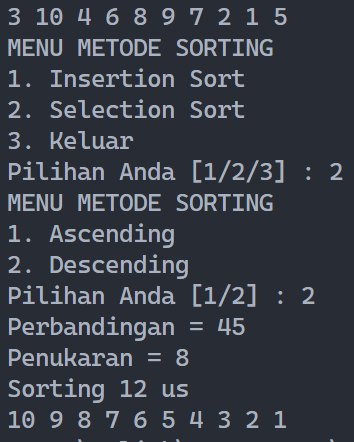 3 10 4 6 8 9 7 2 1 5
MENU METODE SORTING
1. Insertion Sort
2. Selection Sort
3. Keluar
Pilihan Anda [1/2/3] : 2
MENU METODE SORTING
1. Ascending
2. Descending
Pilihan Anda [1/2] : 2
Perbandingan = 45
Penukaran = 8
Sorting 12 us
10 9 8 7 6 5 4 3 2 1